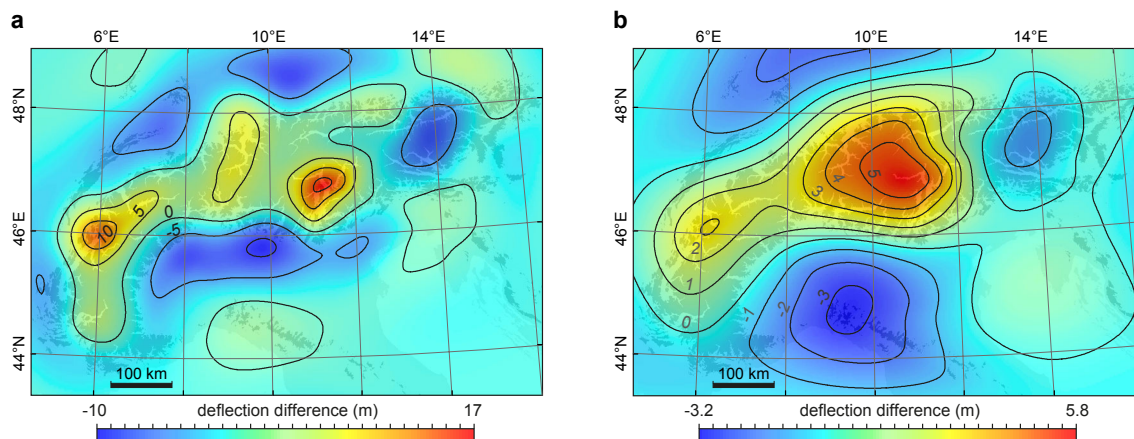 a
6°E
10°E
14°E
48°N
46°E
44°N
5
10
0
-5
100 km
-10
deflection difference (m)
17
b
6°E
10°E
14°E
48°N
46°E
44°N
5
4
3
2
1
0
-1
-2
-3
100 km
-3.2
deflection difference (m)
5.8